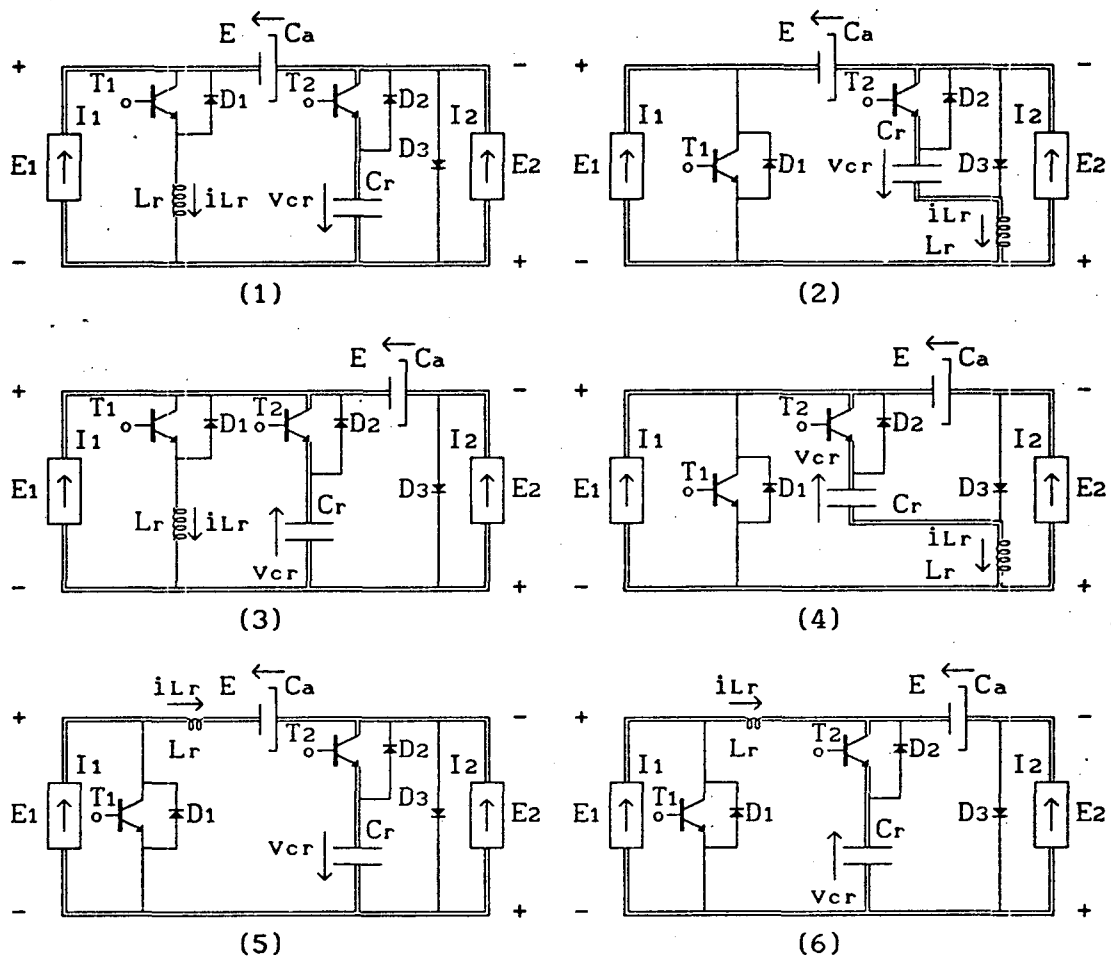 E Ca
+ T1 T2 -
I1 D1 D2 I2
E1 D3 E2
Lr iLr vcr Cr
- +
(1)
E Ca
+ T2 -
I1 D2 I2
Cr
E1 T1 D1 vcr D3 E2
iLr
Lr
- +
(2)
E Ca
+ T1 T2 -
I1 D1 D2 I2
E1 D3 E2
Lr iLr Cr
vcr
- +
(3)
E Ca
+ T2 -
I1 D2 I2
vcr
E1 T1 D1 Cr D3 E2
iLr
Lr
- +
(4)
iLr E Ca
+ Lr T2 -
I1 D2 I2
E1 T1 D1 D3 E2
vcr Cr
- +
(5)
iLr E Ca
+ Lr T2 -
I1 D2 I2
E1 T1 D1 Cr D3 E2
vcr
- +
(6)